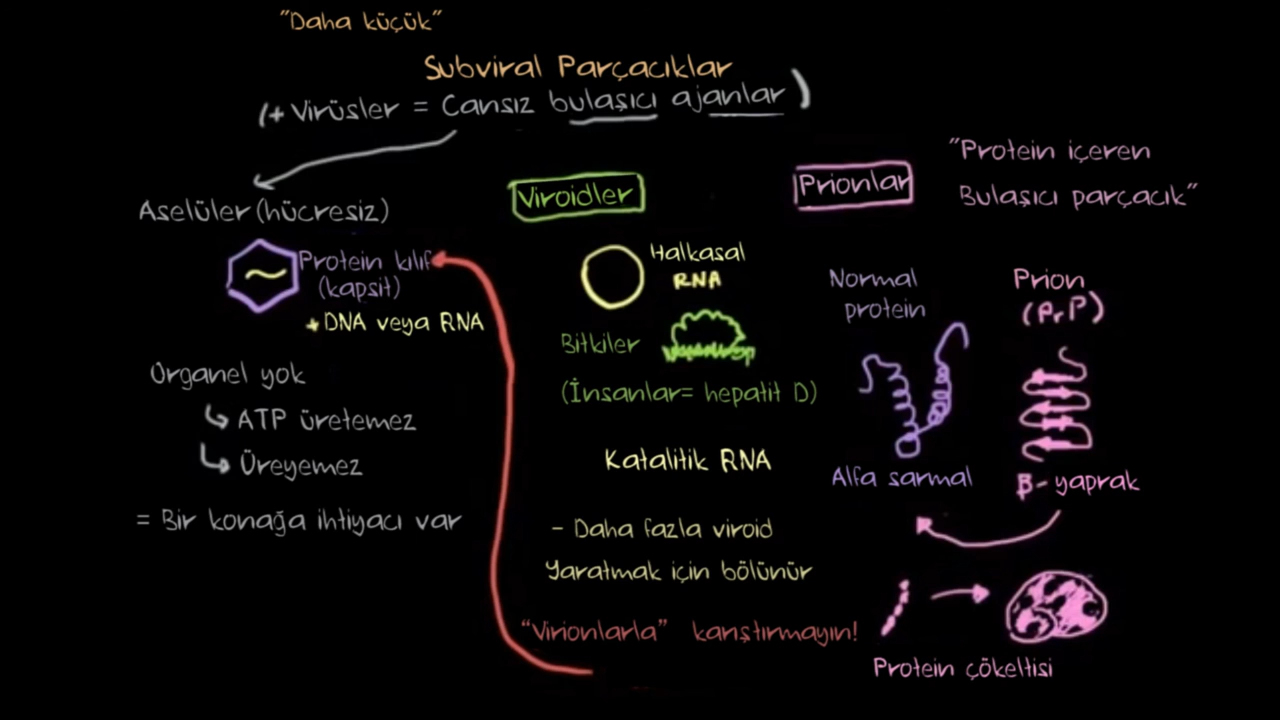 "Daha küçük"
Subviral Parçacıklar
(+ Virüsler = Cansız bulaşıcı ajanlar)
Aselüler (hücresiz)
Protein kılıf
(kapsit)
+ DNA veya RNA
Organel yok
ATP üretemez
Üreyemez
= Bir konağa ihtiyacı var
Viroidler
Halkasal
RNA
Bitkiler
(İnsanlar= hepatit D)
Katalitik RNA
- Daha fazla viroid
Yaratmak için bölünür
"Virionlarla" karıştırmayın!
Prionlar
"Protein içeren
Bulaşıcı parçacık"
Normal
protein
Alfa sarmal
Prion
(PrP)
β-yaprak
Protein çökeltisi